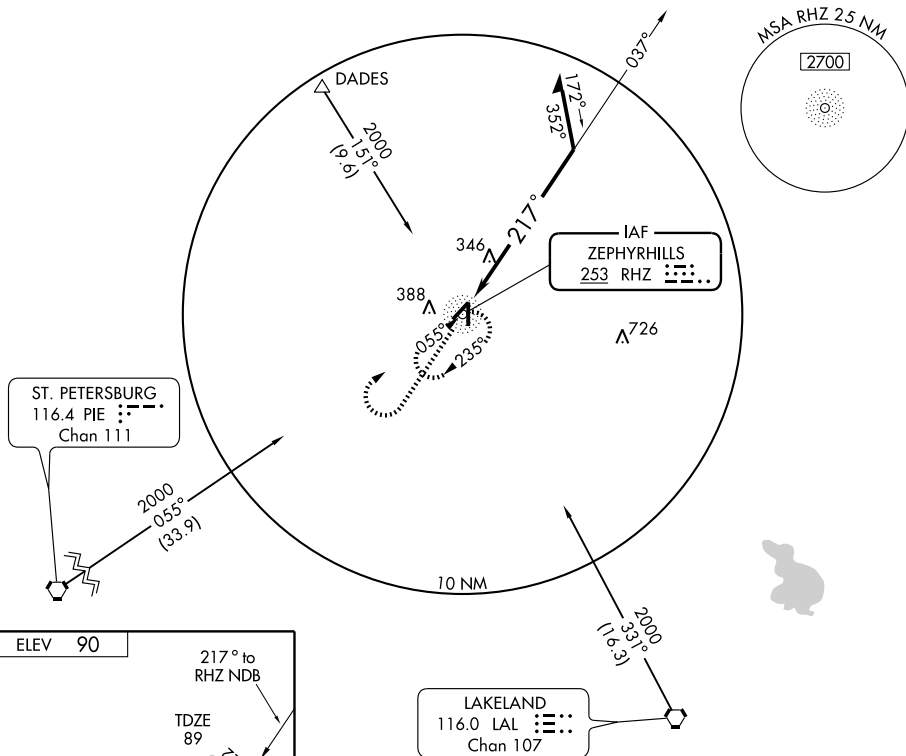 MSA RHZ 25 NM
2700
DADES
2000
151°
(9.6)
037°
172°
352°
217°
346
388
IAF
ZEPHYRHILLS
253 RHZ
726
055°
235°
ST. PETERSBURG
116.4 PIE
Chan 111
2000
055°
(33.9)
10 NM
2000
331°
(16.3)
LAKELAND
116.0 LAL
Chan 107
ELEV 90
217° to
RHZ NDB
TDZE
89